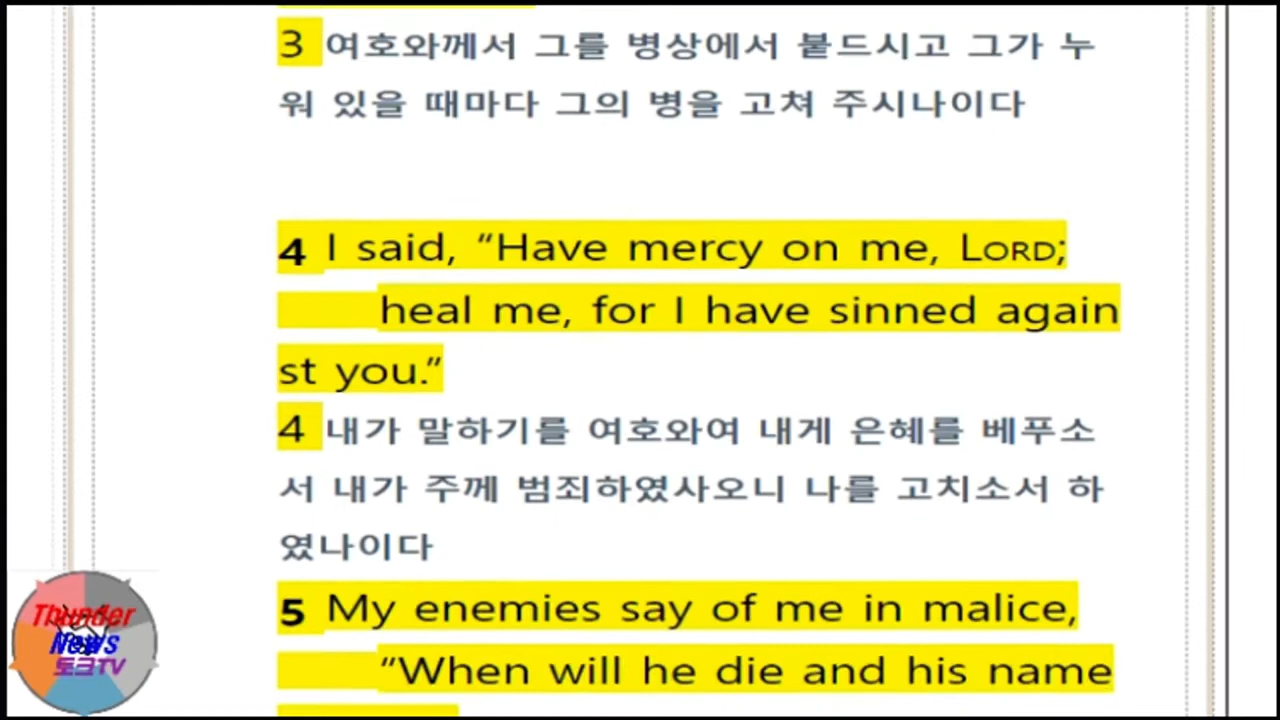 3 여호와께서 그를 병상에서 붙드시고 그가 누
워 있을 때마다 그의 병을 고쳐 주시나이다
4 I said, “Have mercy on me, LORD;
heal me, for I have sinned again
st you.”
4 내가 말하기를 여호와여 내게 은혜를 베푸소
서 내가 주께 범죄하였사오니 나를 고치소서 하
였나이다
5 My enemies say of me in malice,
“When will he die and his name
Thunder
News
토크TV